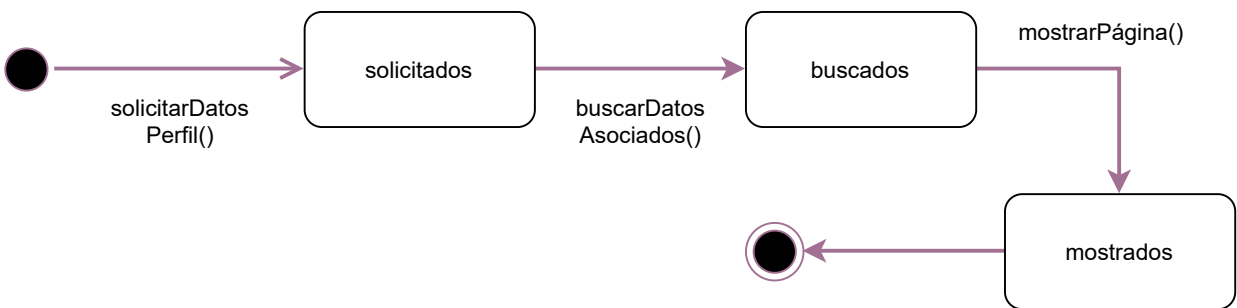 solicitarDatos
Perfil()
solicitados
buscarDatos
Asociados()
buscados
mostrarPágina()
mostrados